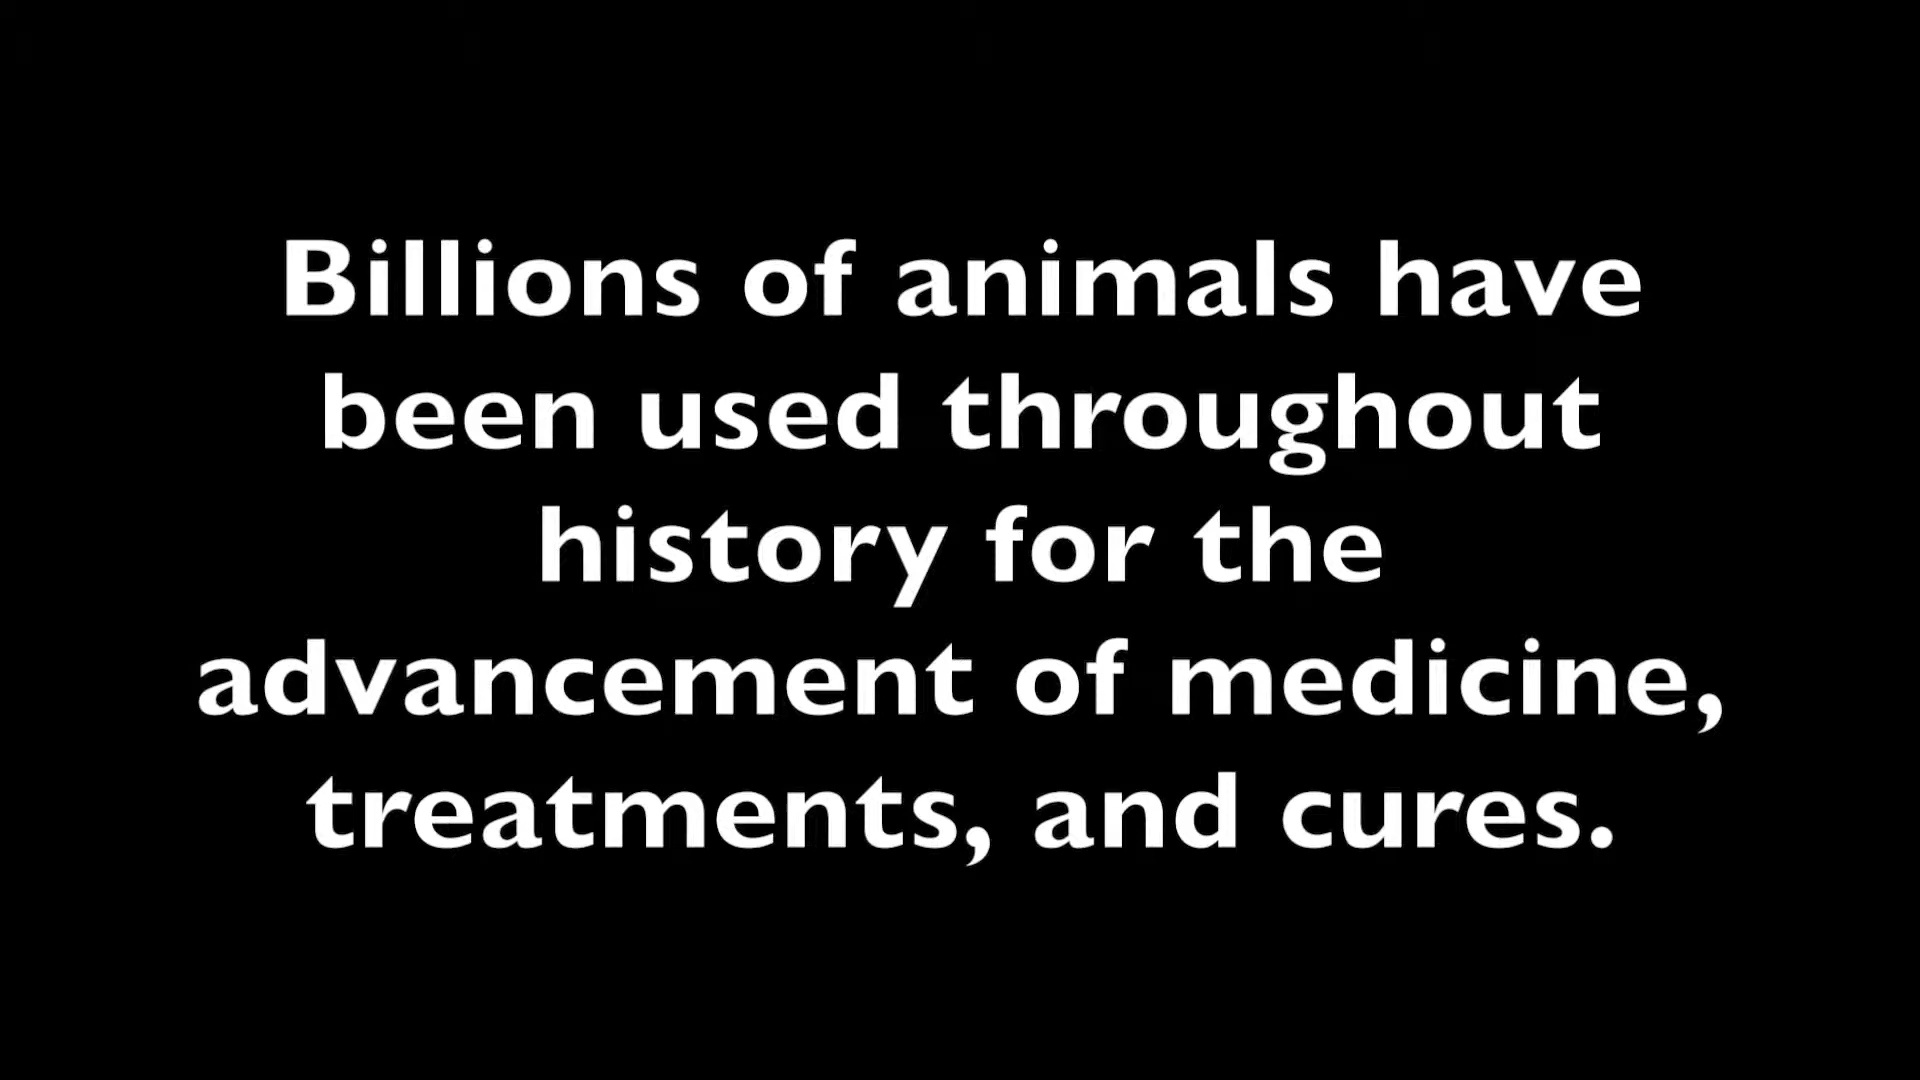 Billions of animals have
been used throughout
history for the
advancement of medicine,
treatments, and cures.